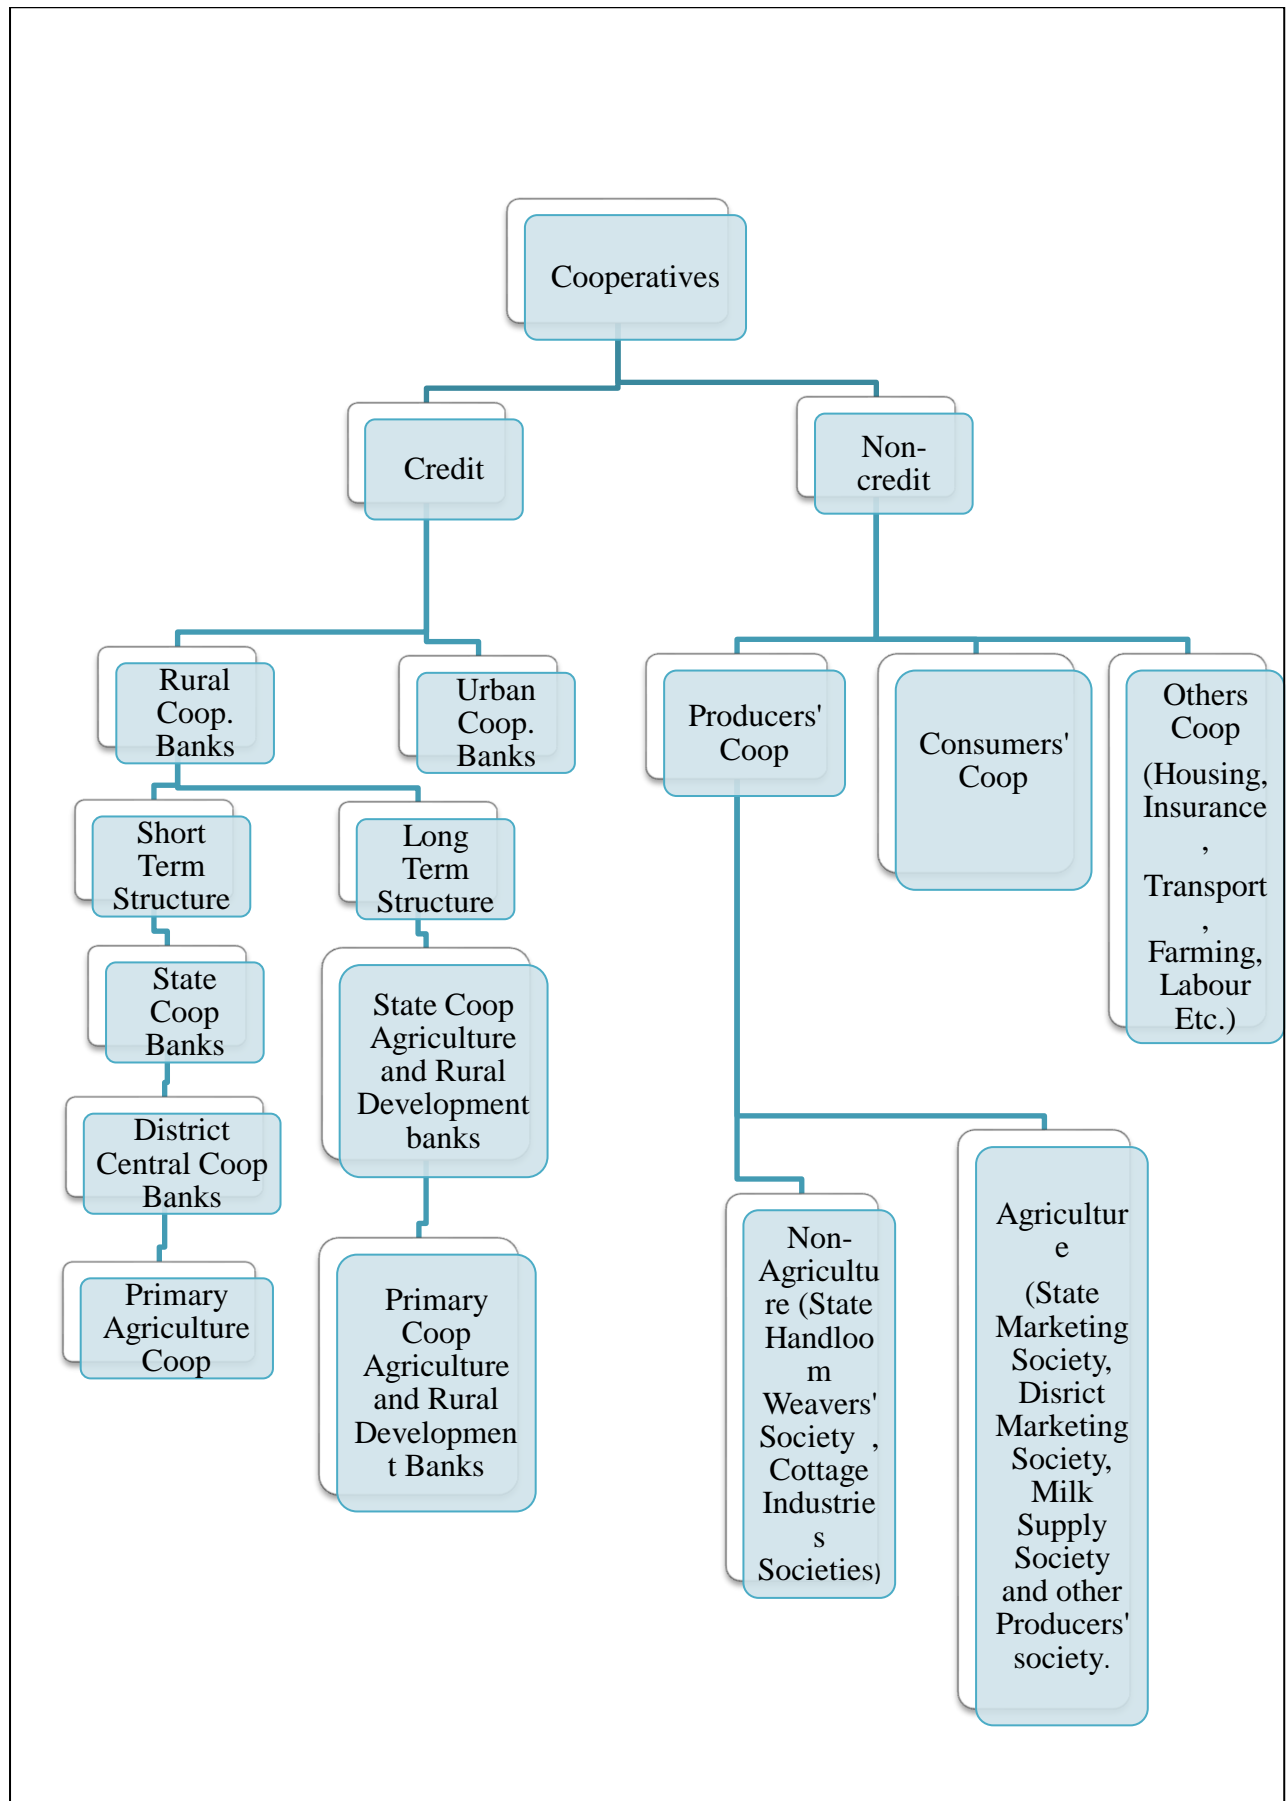 Cooperatives
Credit
Non-
credit
Rural
Coop.
Banks
Urban
Coop.
Banks
Producers'
Coop
Consumers'
Coop
Others
Coop
(Housing,
Insurance
,
Transport
,
Farming,
Labour
Etc.)
Short
Term
Structure
Long
Term
Structure
State
Coop
Banks
State Coop
Agriculture
and Rural
Development
banks
District
Central Coop
Banks
Primary
Agriculture
Coop
Primary
Coop
Agriculture
and Rural
Developmen
t Banks
Non-
Agricultu
re (State
Handloo
m
Weavers'
Society  ,
Cottage
Industrie
s
Societies)
Agricultur
e
(State
Marketing
Society,
Disrict
Marketing
Society,
Milk
Supply
Society
and other
Producers'
society.